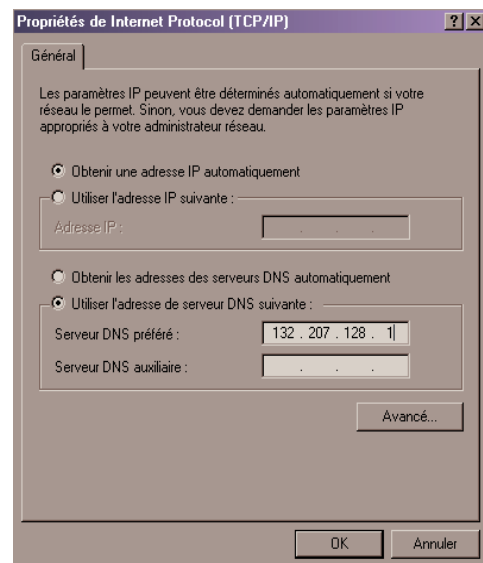 Propriétés de Internet Protocol (TCP/IP)
Général
Les paramètres IP peuvent être déterminés automatiquement si votre
réseau le permet. Sinon, vous devez demander les paramètres IP
appropriés à votre administrateur réseau.
Obtenir une adresse IP automatiquement
Utiliser l'adresse IP suivante :
Adresse IP :
Obtenir les adresses des serveurs DNS automatiquement
Utiliser l'adresse de serveur DNS suivante :
Serveur DNS préféré : 132 . 207 . 128 . 1
Serveur DNS auxiliaire : . . .
Avancé...
OK Annuler